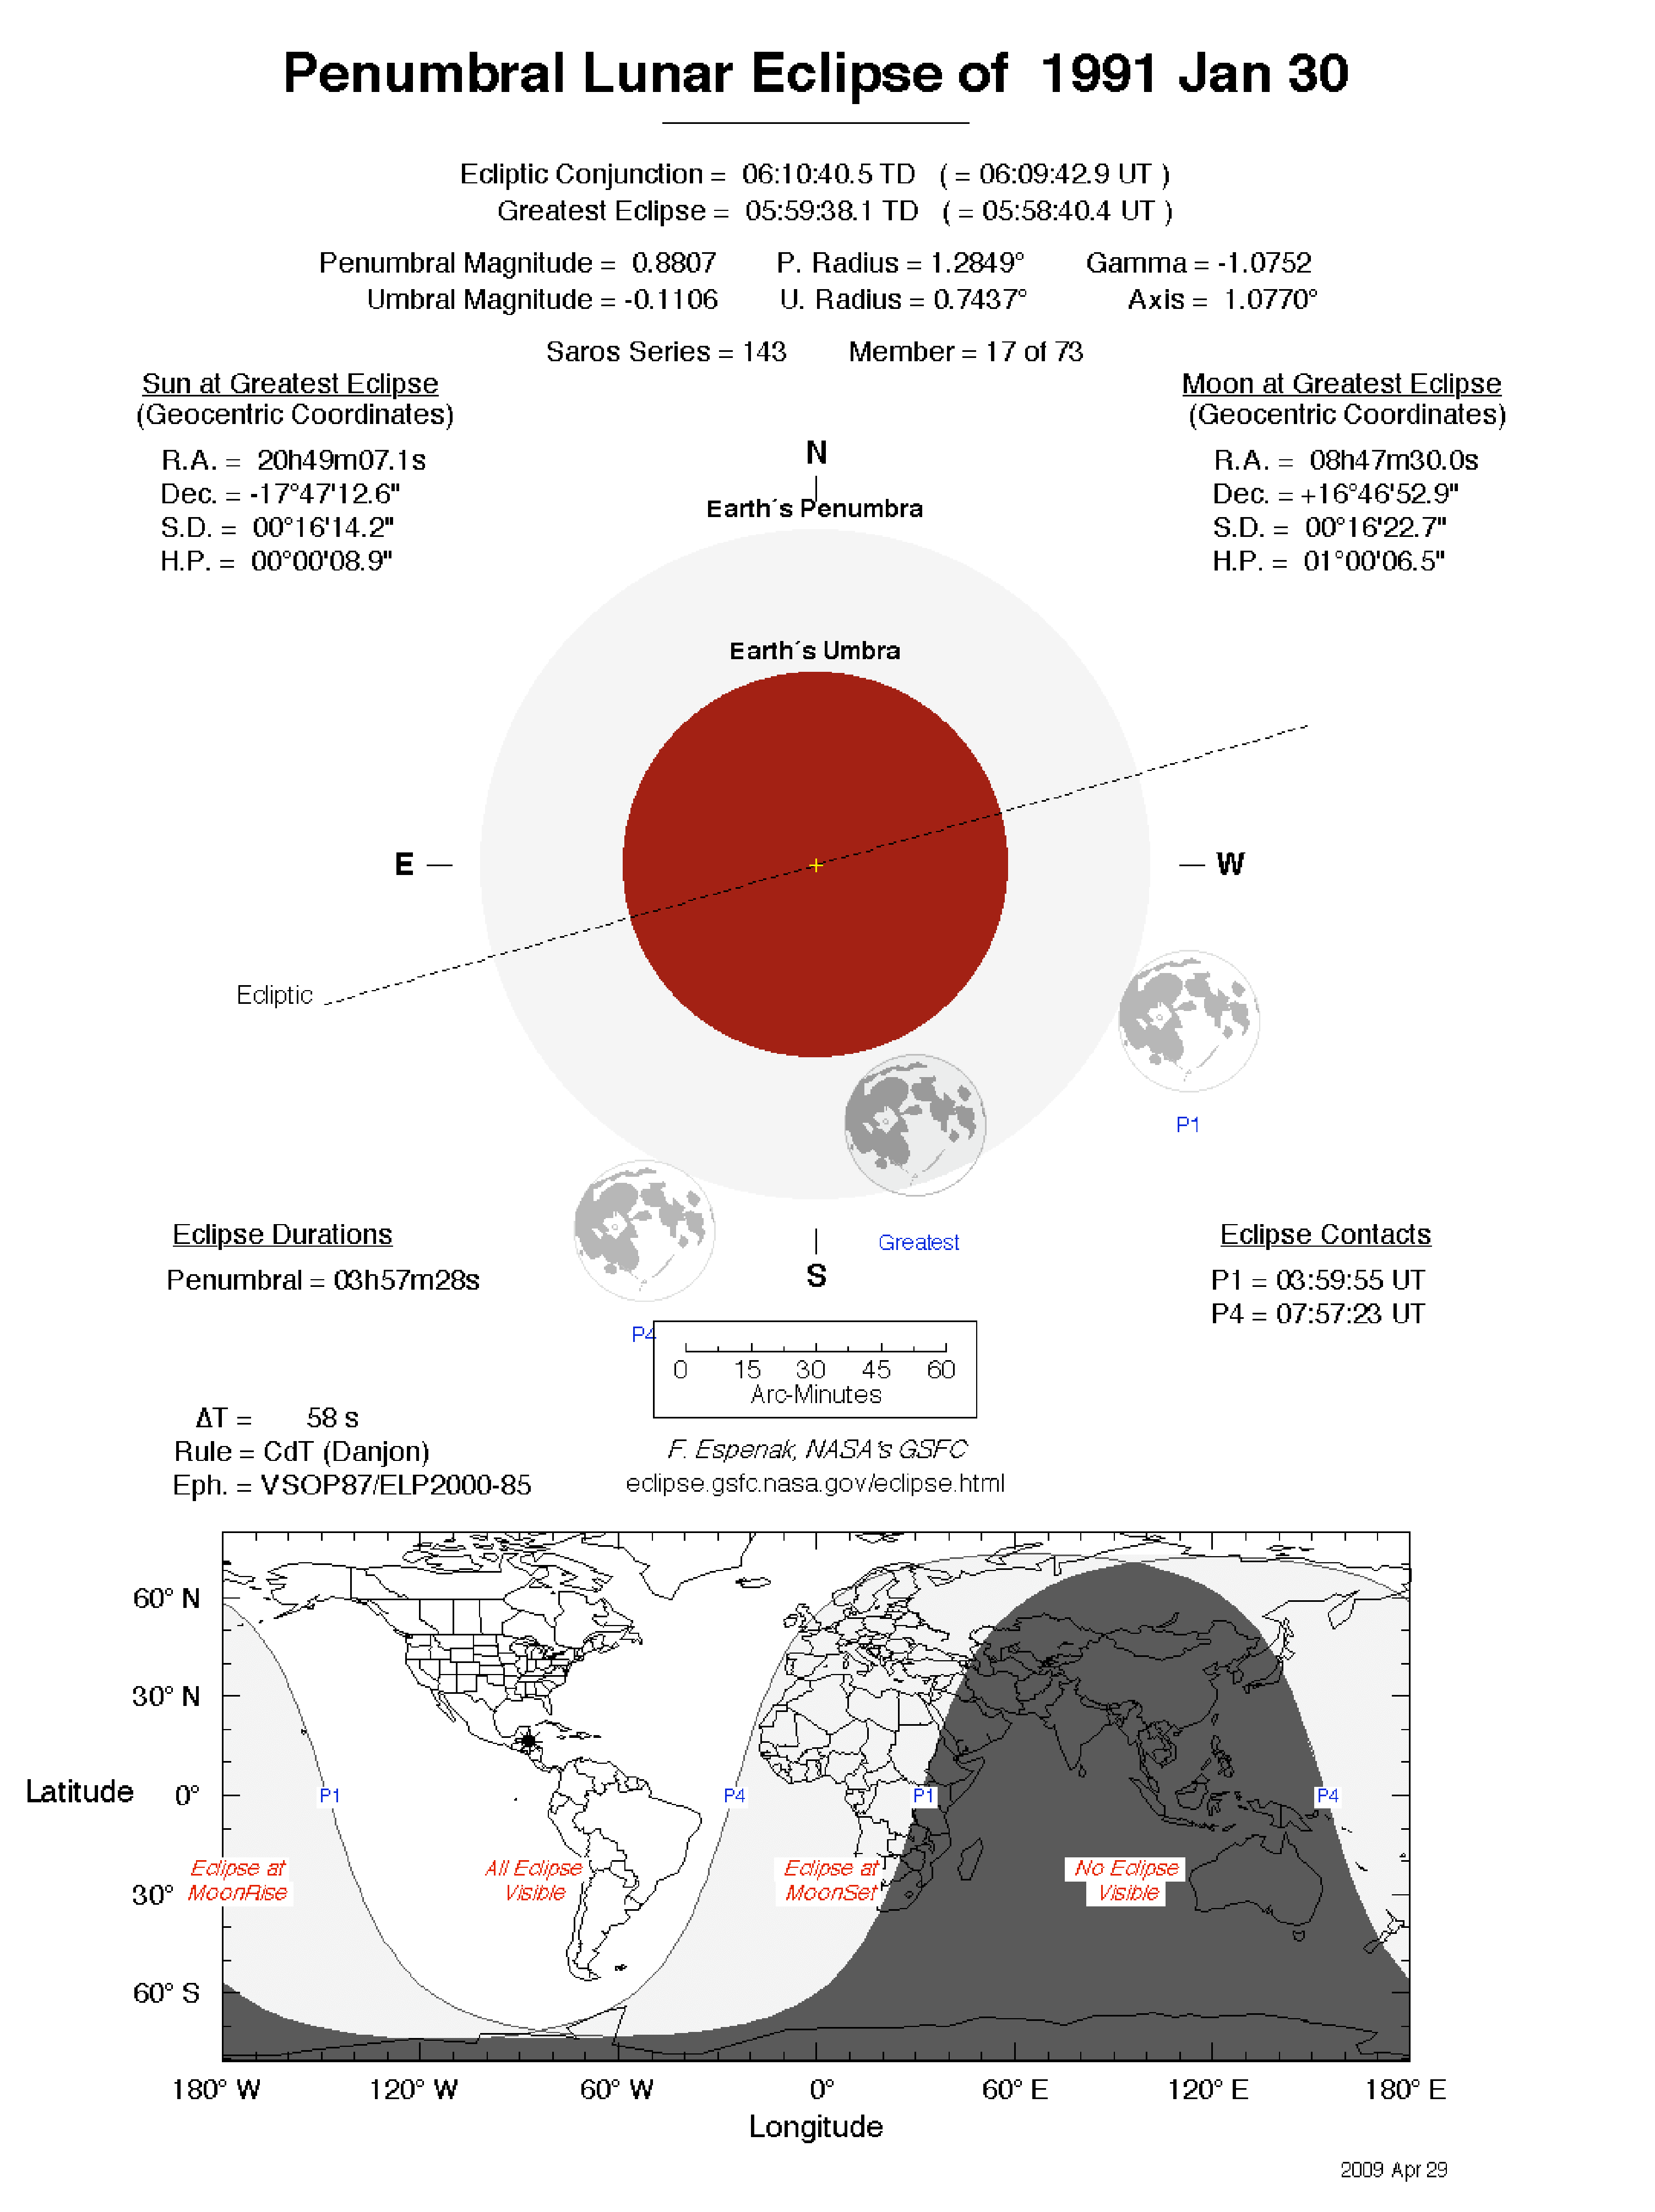 Penumbral Lunar Eclipse of 1991 Jan 30
Ecliptic Conjunction = 06:10:40.5 TD ( = 06:09:42.9 UT )
Greatest Eclipse = 05:59:38.1 TD ( = 05:58:40.4 UT )
Penumbral Magnitude = 0.8807 P. Radius = 1.2849° Gamma = -1.0752
Umbral Magnitude = -0.1106 U. Radius = 0.7437° Axis = 1.0770°
Saros Series = 143 Member = 17 of 73
Sun at Greatest Eclipse
(Geocentric Coordinates)
R.A. = 20h49m07.1s
Dec. = -17°47'12.6"
S.D. = 00°16'14.2"
H.P. = 00°00'08.9"
Moon at Greatest Eclipse
(Geocentric Coordinates)
R.A. = 08h47m30.0s
Dec. = +16°46'52.9"
S.D. = 00°16'22.7"
H.P. = 01°00'06.5"
N
Earth´s Penumbra
Earth´s Umbra
E
W
Ecliptic
P1
Greatest
S
P4
Eclipse Durations
Penumbral = 03h57m28s
Eclipse Contacts
P1 = 03:59:55 UT
P4 = 07:57:23 UT
0 15 30 45 60
Arc-Minutes
ΔT = 58 s
Rule = CdT (Danjon)
Eph. = VSOP87/ELP2000-85
F. Espenak, NASA's GSFC
eclipse.gsfc.nasa.gov/eclipse.html
60° N
30° N
Latitude 0°
30° S
60° S
P1 P4 P1 P4
Eclipse at
MoonRise
All Eclipse
Visible
Eclipse at
MoonSet
No Eclipse
Visible
180° W 120° W 60° W 0° 60° E 120° E 180° E
Longitude
2009 Apr 29